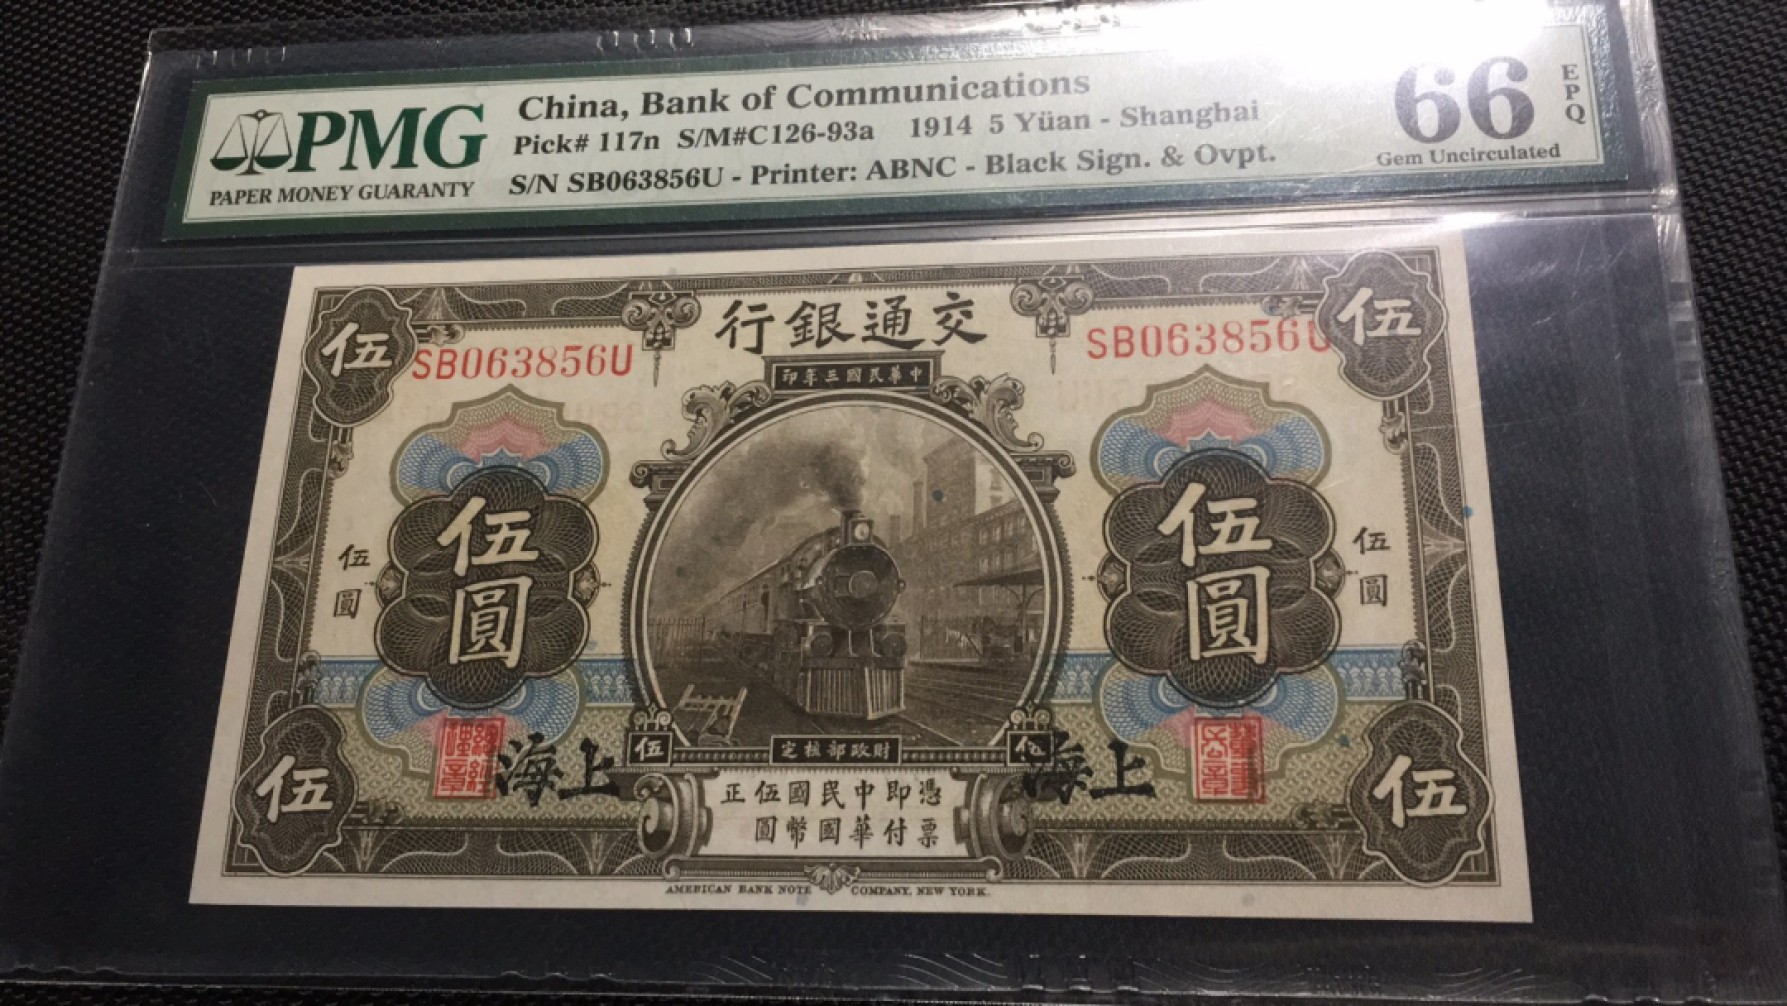 PMG
PAPER MONEY GUARANTY
China, Bank of Communications
Pick# 117n S/M#C126-93a 1914 5 Yüan - Shanghai
S/N SB063856U - Printer: ABNC - Black Sign. & Ovpt.
66 EPQ
Gem Uncirculated
行銀通交
伍
伍
SB063856U
SB063856U
印年三國民華中
伍圓
伍圓
伍圓
伍圓
海上
海上
伍
伍
定核部政財
伍
伍
正伍國民中即憑
圓幣國華付票
AMERICAN BANK NOTE COMPANY, NEW YORK.